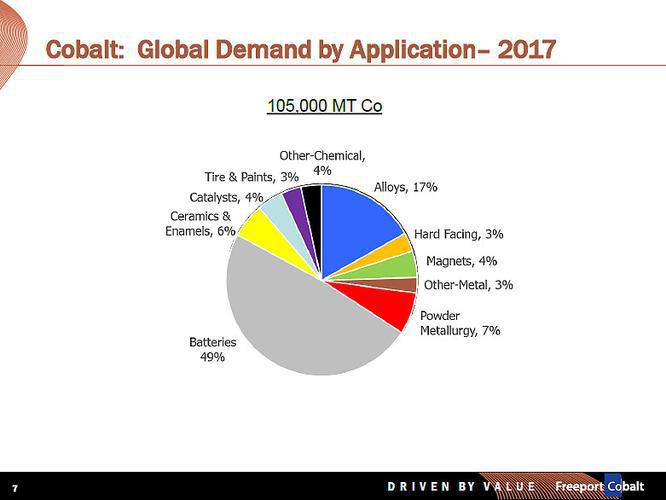 Cobalt: Global Demand by Application– 2017
105,000 MT Co
Other-Chemical,
4%
Tire & Paints, 3%
Alloys, 17%
Catalysts, 4%
Ceramics &
Enamels, 6%
Hard Facing, 3%
Magnets, 4%
Other-Metal, 3%
Powder
Metallurgy, 7%
Batteries
49%
7
DRIVEN BY VALUE
Freeport Cobalt